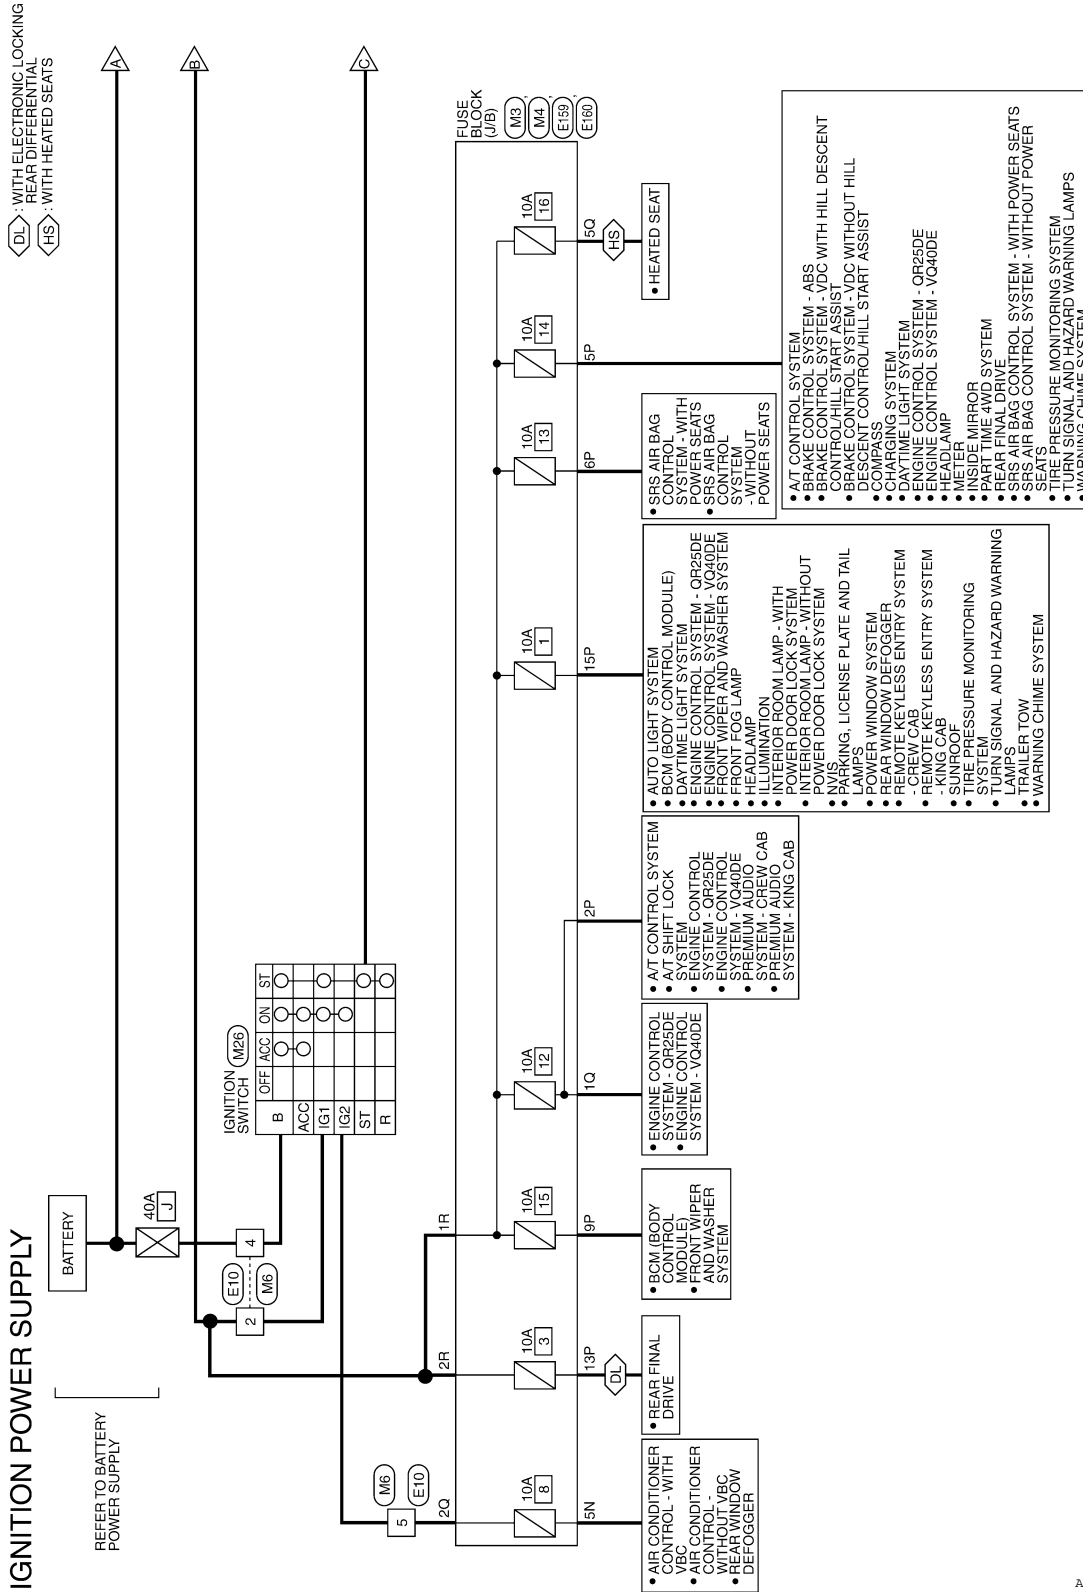 IGNITION POWER SUPPLY
REFER TO BATTERY
POWER SUPPLY
BATTERY
40A
J
4
E10
M6
2
IGNITION
SWITCH
M26
OFF
ACC
ON
ST
B
ACC
IG1
IG2
ST
R
A
B
C
DL : WITH ELECTRONIC LOCKING
REAR DIFFERENTIAL
HS : WITH HEATED SEATS
M6
5
E10
2Q
2R
1R
FUSE
BLOCK
(J/B)
M3 ,
M4 ,
E159 ,
E160
10A
8
10A
3
10A
15
10A
12
10A
1
10A
13
10A
14
10A
16
5N
13P
9P
1Q
2P
15P
6P
5P
5Q
DL
HS
• AIR CONDITIONER
CONTROL - WITH
VBC
• AIR CONDITIONER
CONTROL -
WITHOUT VBC
• REAR WINDOW
DEFOGGER
• REAR FINAL
DRIVE
• BCM (BODY
CONTROL
MODULE)
• FRONT WIPER
AND WASHER
SYSTEM
• ENGINE CONTROL
SYSTEM - QR25DE
• ENGINE CONTROL
SYSTEM - VQ40DE
• A/T CONTROL SYSTEM
• A/T SHIFT LOCK
SYSTEM
• ENGINE CONTROL
SYSTEM - QR25DE
• ENGINE CONTROL
SYSTEM - VQ40DE
• PREMIUM AUDIO
SYSTEM - CREW CAB
• PREMIUM AUDIO
SYSTEM - KING CAB
• AUTO LIGHT SYSTEM
• BCM (BODY CONTROL MODULE)
• DAYTIME LIGHT SYSTEM
• ENGINE CONTROL SYSTEM - QR25DE
• ENGINE CONTROL SYSTEM - VQ40DE
• FRONT WIPER AND WASHER SYSTEM
• FRONT FOG LAMP
• HEADLAMP
• ILLUMINATION
• INTERIOR ROOM LAMP - WITH
POWER DOOR LOCK SYSTEM
• INTERIOR ROOM LAMP - WITHOUT
POWER DOOR LOCK SYSTEM
• NVIS
• PARKING, LICENSE PLATE AND TAIL
LAMPS
• POWER WINDOW SYSTEM
• REAR WINDOW DEFOGGER
• REMOTE KEYLESS ENTRY SYSTEM
- CREW CAB
• REMOTE KEYLESS ENTRY SYSTEM
- KING CAB
• SUNROOF
• TIRE PRESSURE MONITORING
SYSTEM
• TURN SIGNAL AND HAZARD WARNING
LAMPS
• TRAILER TOW
• WARNING CHIME SYSTEM
• SRS AIR BAG
CONTROL
SYSTEM - WITH
POWER SEATS
• SRS AIR BAG
CONTROL
SYSTEM
- WITHOUT
POWER SEATS
• A/T CONTROL SYSTEM
• BRAKE CONTROL SYSTEM - ABS
• BRAKE CONTROL SYSTEM - VDC WITH HILL DESCENT
CONTROL/HILL START ASSIST
• BRAKE CONTROL SYSTEM - VDC WITHOUT HILL
DESCENT CONTROL/HILL START ASSIST
• COMPASS
• CHARGING SYSTEM
• DAYTIME LIGHT SYSTEM
• ENGINE CONTROL SYSTEM - QR25DE
• ENGINE CONTROL SYSTEM - VQ40DE
• HEADLAMP
• METER
• INSIDE MIRROR
• PART TIME 4WD SYSTEM
• REAR FINAL DRIVE
• SRS AIR BAG CONTROL SYSTEM - WITH POWER SEATS
• SRS AIR BAG CONTROL SYSTEM - WITHOUT POWER
SEATS
• TIRE PRESSURE MONITORING SYSTEM
• TURN SIGNAL AND HAZARD WARNING LAMPS
• WARNING CHIME SYSTEM
• HEATED SEAT
A